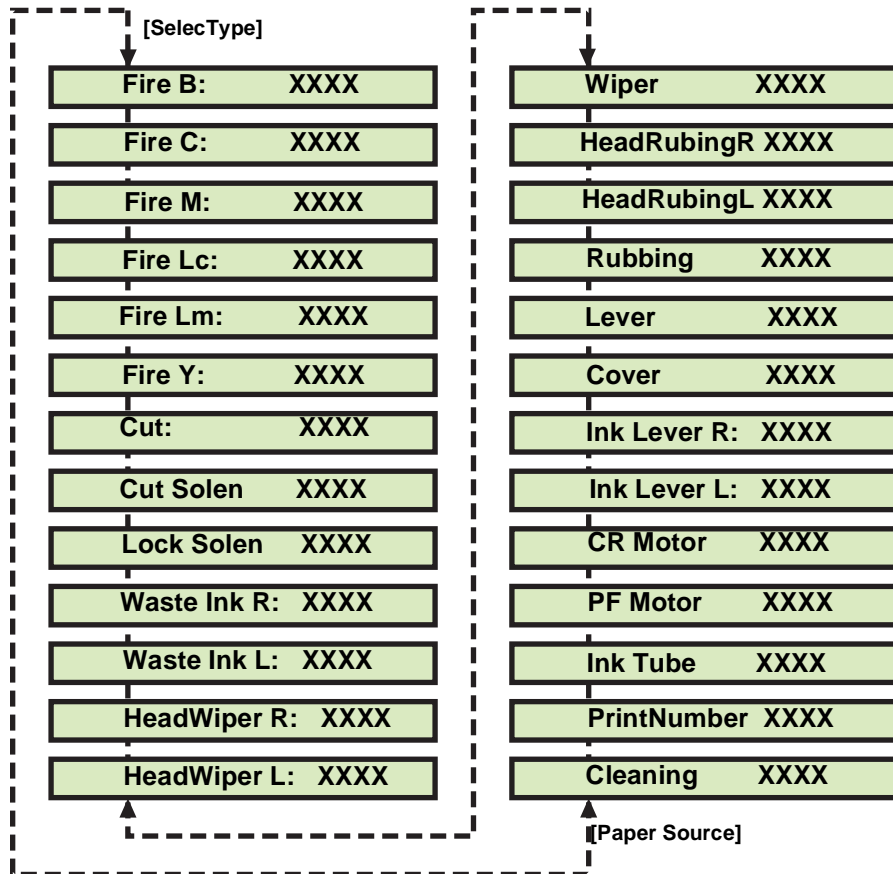 [SelecType]
Fire B: XXXX
Fire C: XXXX
Fire M: XXXX
Fire Lc: XXXX
Fire Lm: XXXX
Fire Y: XXXX
Cut: XXXX
Cut Solen XXXX
Lock Solen XXXX
Waste Ink R: XXXX
Waste Ink L: XXXX
HeadWiper R: XXXX
HeadWiper L: XXXX
Wiper XXXX
HeadRubingR XXXX
HeadRubingL XXXX
Rubbing XXXX
Lever XXXX
Cover XXXX
Ink Lever R: XXXX
Ink Lever L: XXXX
CR Motor XXXX
PF Motor XXXX
Ink Tube XXXX
PrintNumber XXXX
Cleaning XXXX
[Paper Source]